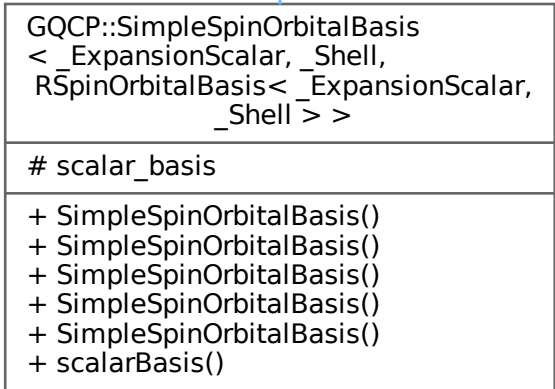 GQCP::SimpleSpinOrbitalBasis
< _ExpansionScalar, _Shell,
RSpinOrbitalBasis< _ExpansionScalar,
_Shell > >
# scalar_basis
+ SimpleSpinOrbitalBasis()
+ SimpleSpinOrbitalBasis()
+ SimpleSpinOrbitalBasis()
+ SimpleSpinOrbitalBasis()
+ SimpleSpinOrbitalBasis()
+ scalarBasis()